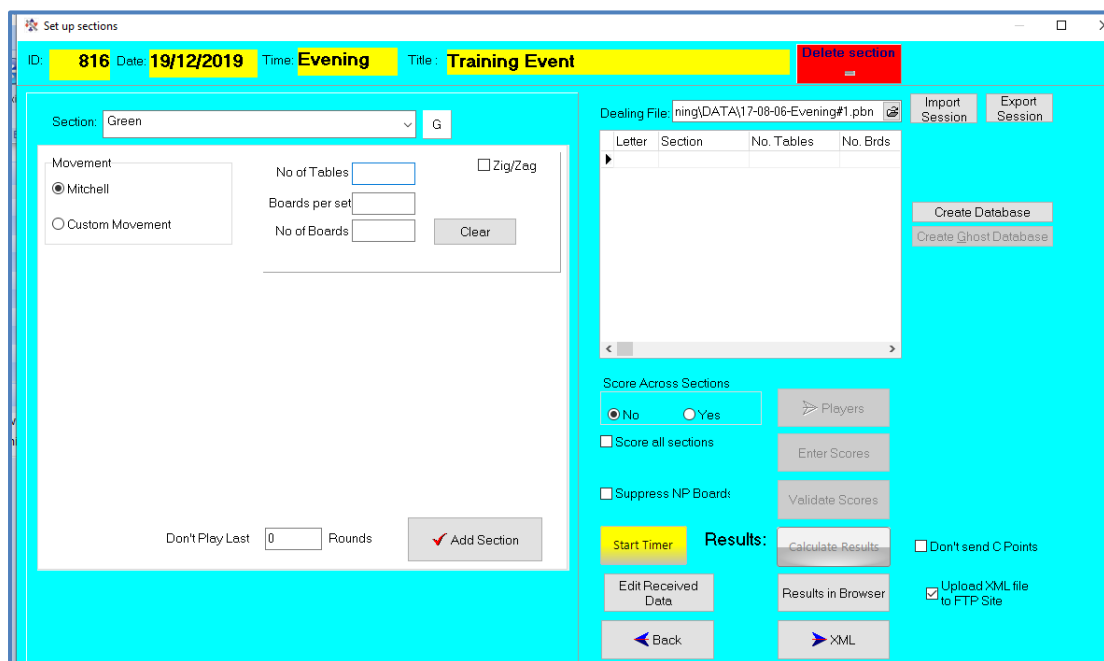 Set up sections
ID: 816 Date: 19/12/2019 Time: Evening Title : Training Event
Delete section
Section: Green G
Movement
Mitchell
Custom Movement
No of Tables
Zig/Zag
Boards per set
No of Boards
Clear
Don't Play Last 0 Rounds
Add Section
Dealing File: ning\DATA\17-08-06-Evening#1.pbn
Import
Session
Export
Session
Letter Section No. Tables No. Brds
Create Database
Create Ghost Database
Score Across Sections
No Yes
Players
Score all sections
Enter Scores
Suppress NP Boards
Validate Scores
Start Timer Results: Calculate Results
Don't send C Points
Edit Received
Data
Results in Browser
Upload XML file
to FTP Site
Back
XML